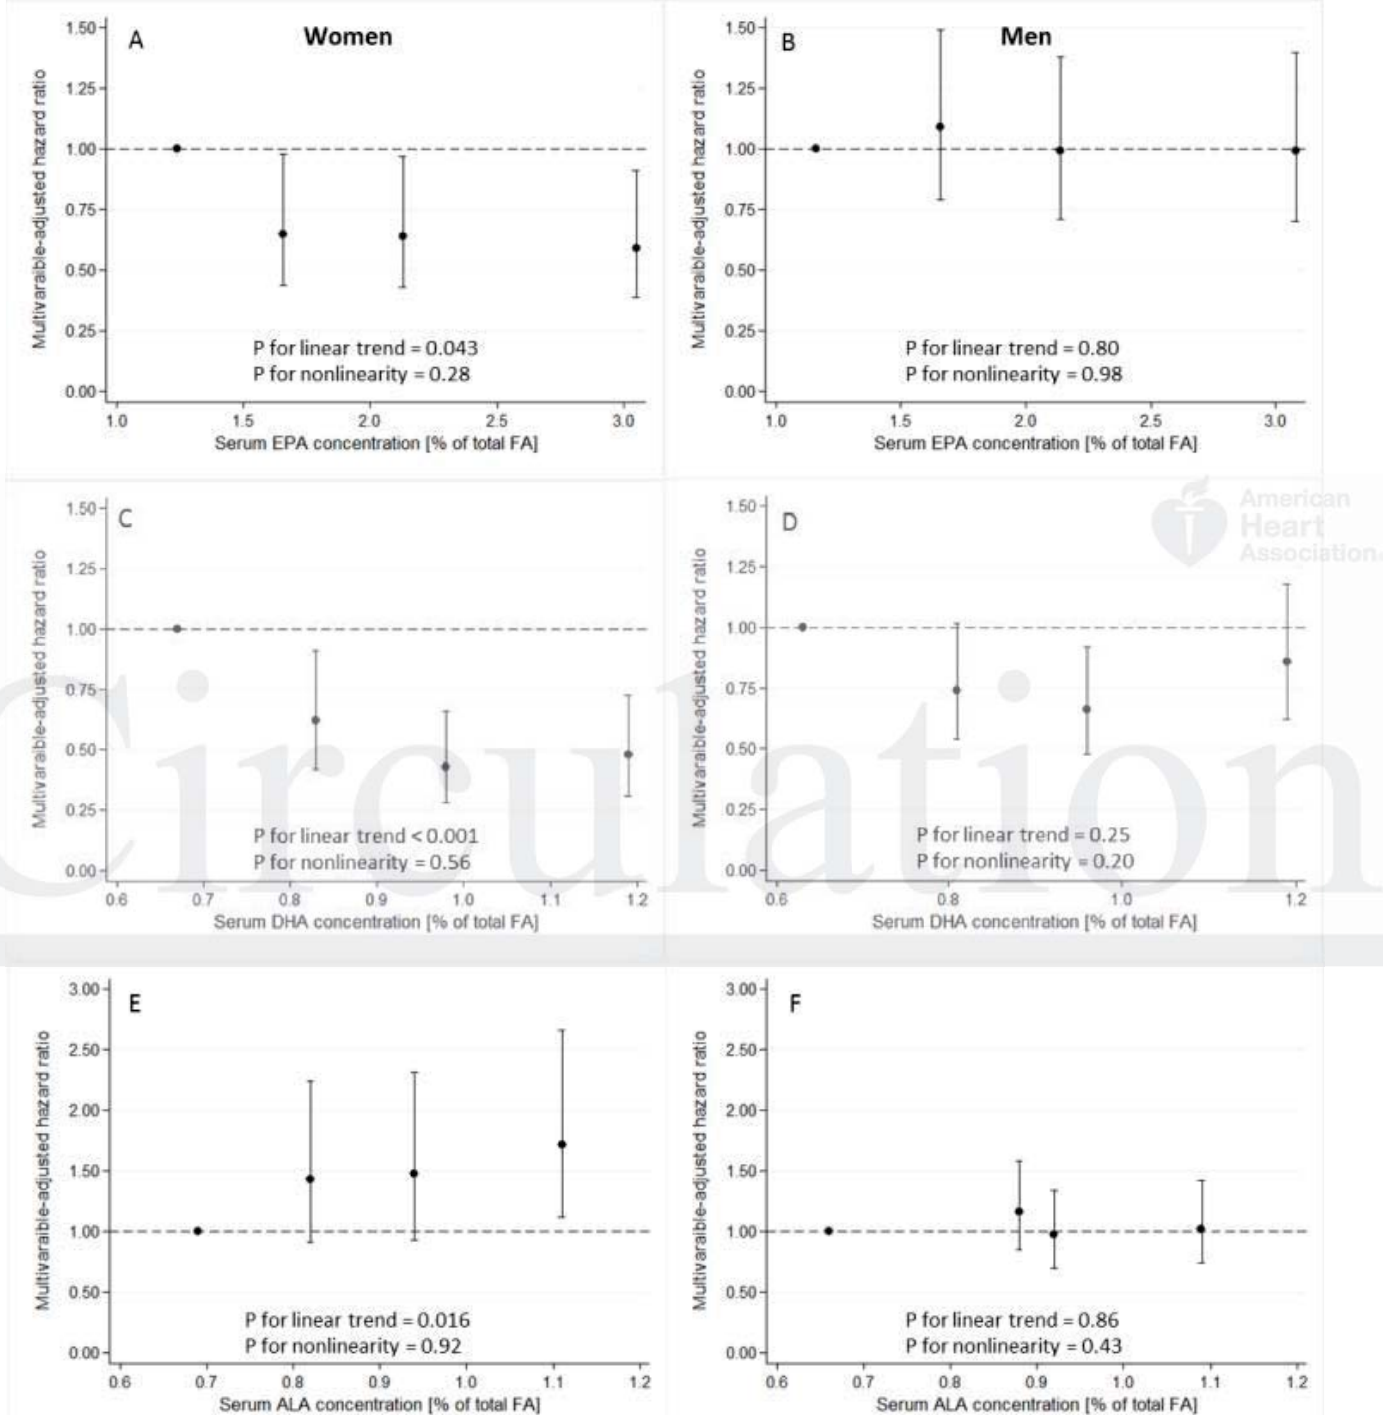 A
Women
Multivaraible-adjusted hazard ratio
1.50
1.25
1.00
0.75
0.50
0.25
0.00
P for linear trend = 0.043
P for nonlinearity = 0.28
1.0 1.5 2.0 2.5 3.0
Serum EPA concentration [% of total FA]
B
Men
Multivaraible-adjusted hazard ratio
1.50
1.25
1.00
0.75
0.50
0.25
0.00
P for linear trend = 0.80
P for nonlinearity = 0.98
1.0 1.5 2.0 2.5 3.0
Serum EPA concentration [% of total FA]
C
Multivaraible-adjusted hazard ratio
1.50
1.25
1.00
0.75
0.50
0.25
0.00
P for linear trend < 0.001
P for nonlinearity = 0.56
0.6 0.7 0.8 0.9 1.0 1.1 1.2
Serum DHA concentration [% of total FA]
D
American
Heart
Association.
Multivaraible-adjusted hazard ratio
1.50
1.25
1.00
0.75
0.50
0.25
0.00
P for linear trend = 0.25
P for nonlinearity = 0.20
0.6 0.8 1.0 1.2
Serum DHA concentration [% of total FA]
Circulation
E
Multivaraible-adjusted hazard ratio
3.00
2.50
2.00
1.50
1.00
0.50
0.00
P for linear trend = 0.016
P for nonlinearity = 0.92
0.6 0.7 0.8 0.9 1.0 1.1 1.2
Serum ALA concentration [% of total FA]
F
Multivaraible-adjusted hazard ratio
3.00
2.50
2.00
1.50
1.00
0.50
0.00
P for linear trend = 0.86
P for nonlinearity = 0.43
0.6 0.7 0.8 0.9 1.0 1.1 1.2
Serum ALA concentration [% of total FA]